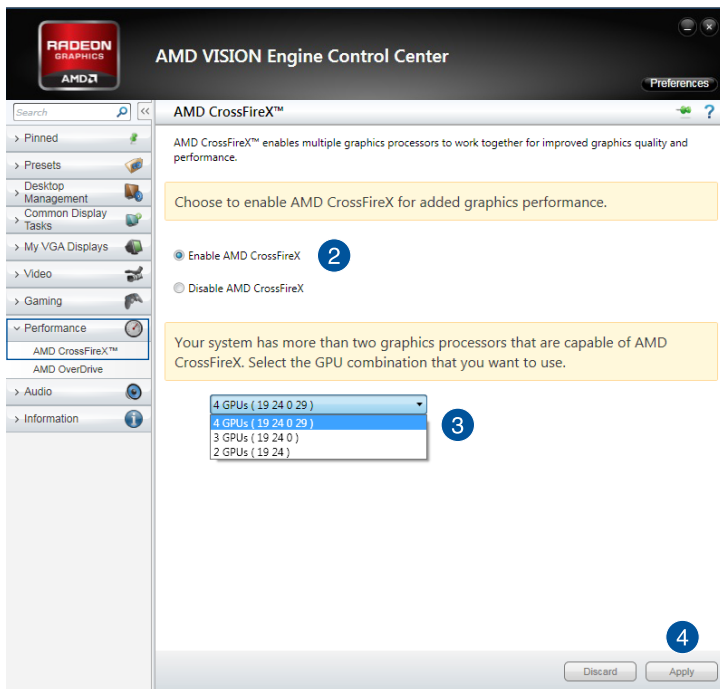 RADEON
GRAPHICS
AMD
AMD VISION Engine Control Center
Preferences
Search
<<
AMD CrossFireX™
?
> Pinned
> Presets
> Desktop
Management
> Common Display
Tasks
> My VGA Displays
> Video
> Gaming
Performance
AMD CrossFireX™
AMD OverDrive
> Audio
> Information
AMD CrossFireX™ enables multiple graphics processors to work together for improved graphics quality and
performance.
Choose to enable AMD CrossFireX for added graphics performance.
Enable AMD CrossFireX
2
Disable AMD CrossFireX
Your system has more than two graphics processors that are capable of AMD
CrossFireX. Select the GPU combination that you want to use.
4 GPUs ( 19 24 0 29 )
4 GPUs ( 19 24 0 29 )
3 GPUs ( 19 24 0 )
2 GPUs ( 19 24 )
3
4
Discard
Apply